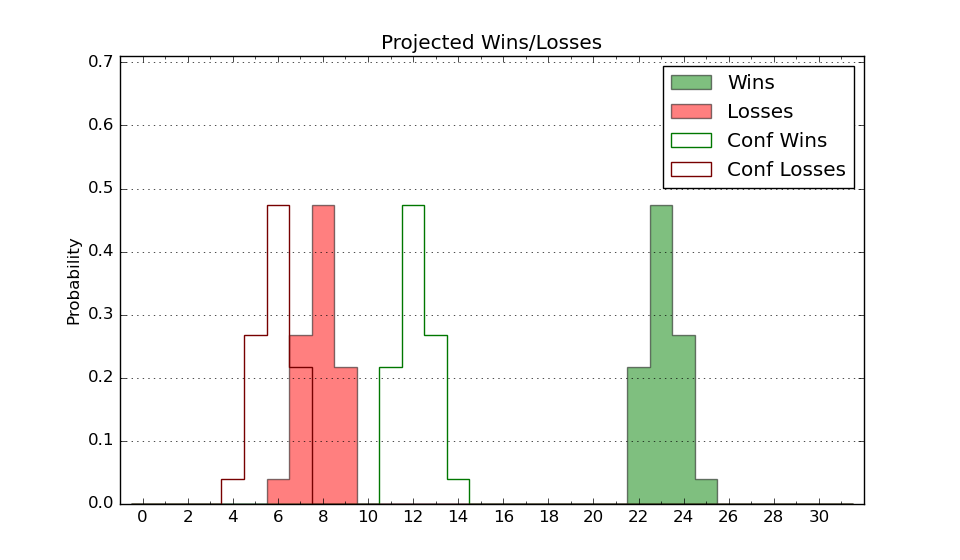 Projected Wins/Losses
0.7
0.6
0.5
0.4
0.3
0.2
0.1
0.0
Probability
Wins
Losses
Conf Wins
Conf Losses
0 2 4 6 8 10 12 14 16 18 20 22 24 26 28 30